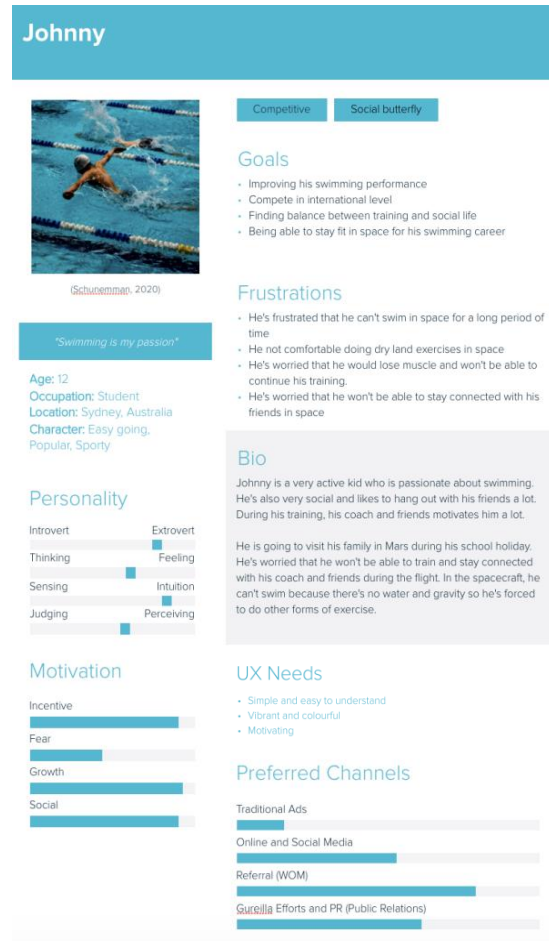 Johnny
(Schunemman, 2020)
"Swimming is my passion"
Age: 12
Occupation: Student
Location: Sydney, Australia
Character: Easy going,
Popular, Sporty
Personality
Introvert Extrovert
Thinking Feeling
Sensing Intuition
Judging Perceiving
Motivation
Incentive
Fear
Growth
Social
Competitive Social butterfly
Goals
• Improving his swimming performance
• Compete in international level
• Finding balance between training and social life
• Being able to stay fit in space for his swimming career
Frustrations
• He's frustrated that he can't swim in space for a long period of
time
• He not comfortable doing dry land exercises in space
• He's worried that he would lose muscle and won't be able to
continue his training.
• He's worried that he won't be able to stay connected with his
friends in space
Bio
Johnny is a very active kid who is passionate about swimming.
He's also very social and likes to hang out with his friends a lot.
During his training, his coach and friends motivates him a lot.
He is going to visit his family in Mars during his school holiday.
He's worried that he won't be able to train and stay connected
with his coach and friends during the flight. In the spacecraft, he
can't swim because there's no water and gravity so he's forced
to do other forms of exercise.
UX Needs
• Simple and easy to understand
• Vibrant and colourful
• Motivating
Preferred Channels
Traditional Ads
Online and Social Media
Referral (WOM)
Gureilla Efforts and PR (Public Relations)